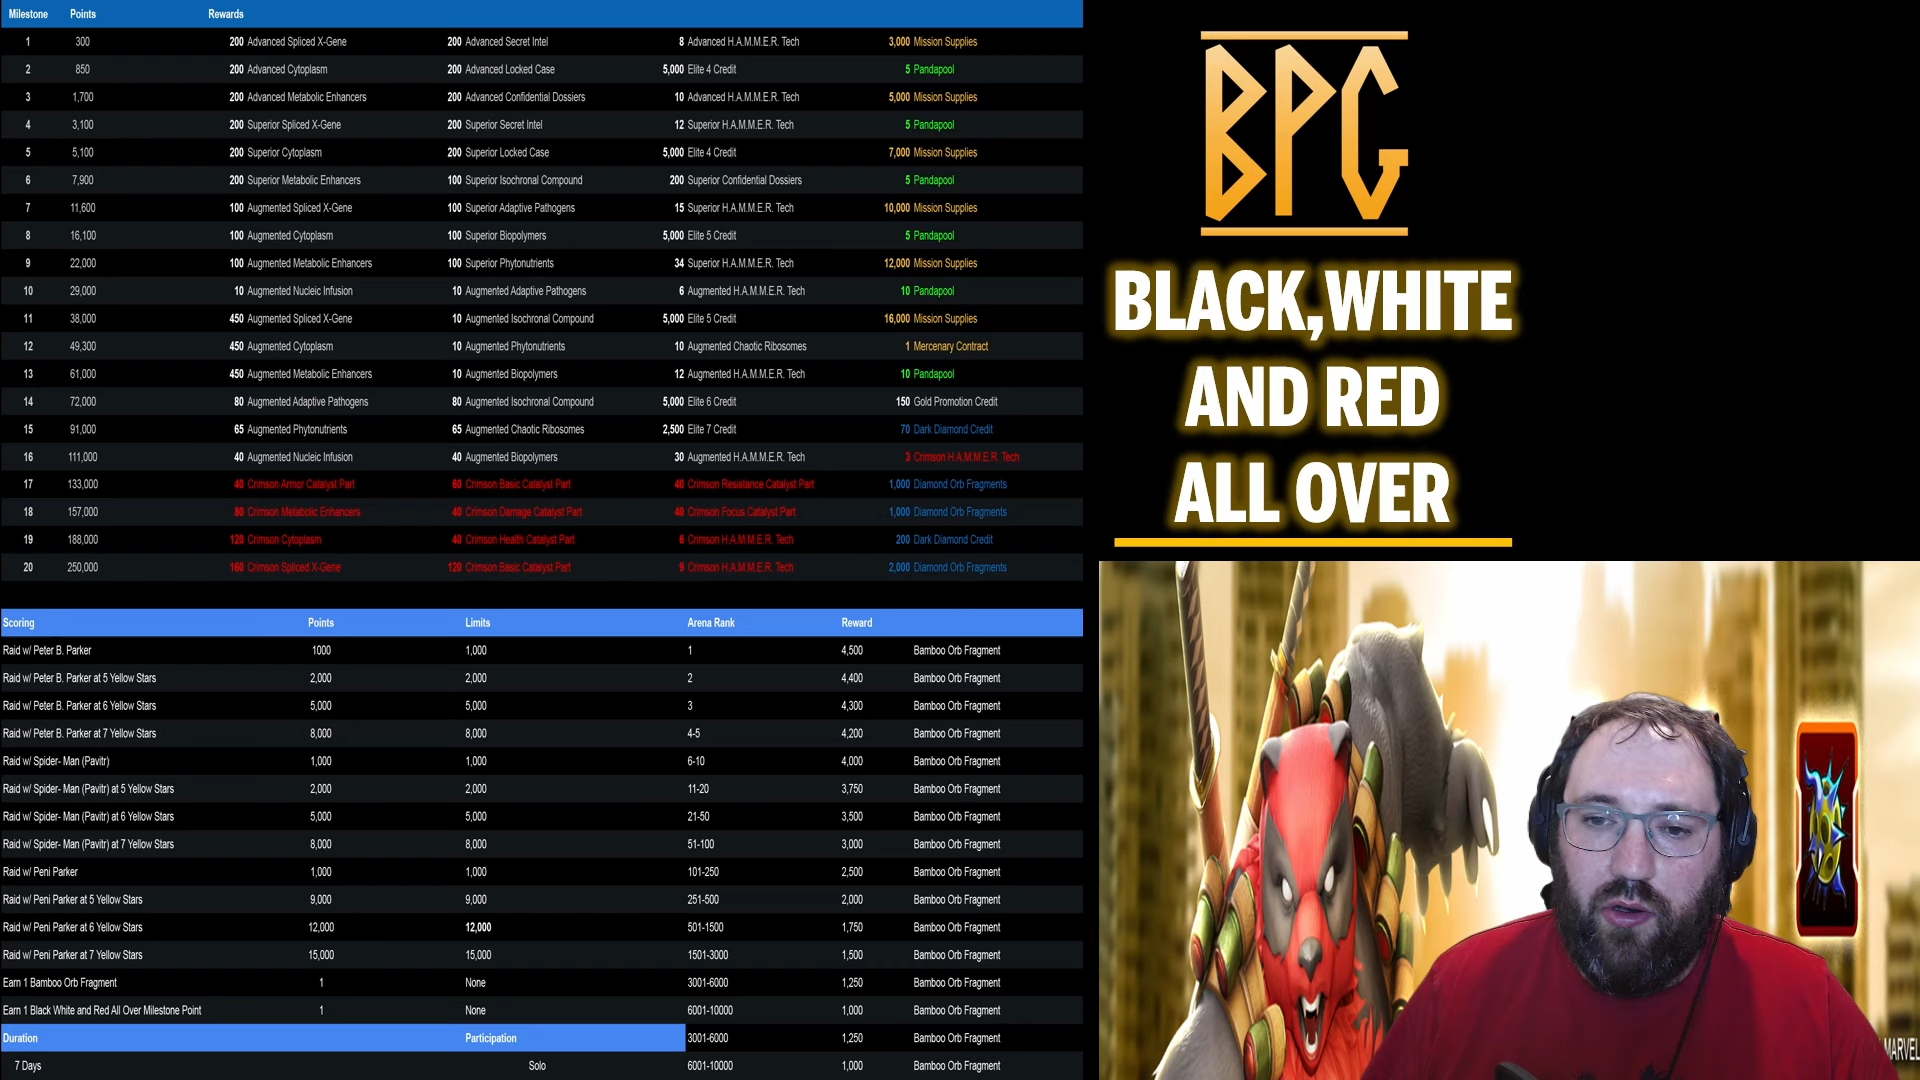 Milestone Points Rewards
1 300 200 Advanced Spliced X-Gene 200 Advanced Secret Intel 8 Advanced H.A.M.M.E.R. Tech 3,000 Mission Supplies
2 850 200 Advanced Cytoplasm 200 Advanced Locked Case 5,000 Elite 4 Credit 5 Pandapool
3 1,700 200 Advanced Metabolic Enhancers 200 Advanced Confidential Dossiers 10 Advanced H.A.M.M.E.R. Tech 5,000 Mission Supplies
4 3,100 200 Superior Spliced X-Gene 200 Superior Secret Intel 12 Superior H.A.M.M.E.R. Tech 5 Pandapool
5 5,100 200 Superior Cytoplasm 200 Superior Locked Case 5,000 Elite 4 Credit 7,000 Mission Supplies
6 7,900 200 Superior Metabolic Enhancers 100 Superior Isochronal Compound 200 Superior Confidential Dossiers 5 Pandapool
7 11,600 100 Augmented Spliced X-Gene 100 Superior Adaptive Pathogens 15 Superior H.A.M.M.E.R. Tech 10,000 Mission Supplies
8 16,100 100 Augmented Cytoplasm 100 Superior Biopolymers 5,000 Elite 5 Credit 5 Pandapool
9 22,000 100 Augmented Metabolic Enhancers 100 Superior Phytonutrients 34 Superior H.A.M.M.E.R. Tech 12,000 Mission Supplies
10 29,000 10 Augmented Nucleic Infusion 10 Augmented Adaptive Pathogens 6 Augmented H.A.M.M.E.R. Tech 10 Pandapool
11 38,000 450 Augmented Spliced X-Gene 10 Augmented Isochronal Compound 5,000 Elite 5 Credit 16,000 Mission Supplies
12 49,300 450 Augmented Cytoplasm 10 Augmented Phytonutrients 10 Augmented Chaotic Ribosomes 1 Mercenary Contract
13 61,000 450 Augmented Metabolic Enhancers 10 Augmented Biopolymers 12 Augmented H.A.M.M.E.R. Tech 10 Pandapool
14 72,000 80 Augmented Adaptive Pathogens 80 Augmented Isochronal Compound 5,000 Elite 6 Credit 150 Gold Promotion Credit
15 91,000 65 Augmented Phytonutrients 65 Augmented Chaotic Ribosomes 2,500 Elite 7 Credit 70 Dark Diamond Credit
16 111,000 40 Augmented Nucleic Infusion 40 Augmented Biopolymers 30 Augmented H.A.M.M.E.R. Tech 3 Crimson H.A.M.M.E.R. Tech
17 133,000 40 Crimson Armor Catalyst Part 60 Crimson Basic Catalyst Part 40 Crimson Resistance Catalyst Part 1,000 Diamond Orb Fragments
18 157,000 80 Crimson Metabolic Enhancers 40 Crimson Damage Catalyst Part 40 Crimson Focus Catalyst Part 1,000 Diamond Orb Fragments
19 188,000 120 Crimson Cytoplasm 40 Crimson Health Catalyst Part 6 Crimson H.A.M.M.E.R. Tech 200 Dark Diamond Credit
20 250,000 160 Crimson Spliced X-Gene 120 Crimson Basic Catalyst Part 9 Crimson H.A.M.M.E.R. Tech 2,000 Diamond Orb Fragments
Scoring Points Limits Arena Rank Reward
Raid w/ Peter B. Parker 1000 1,000 1 4,500 Bamboo Orb Fragment
Raid w/ Peter B. Parker at 5 Yellow Stars 2,000 2,000 2 4,400 Bamboo Orb Fragment
Raid w/ Peter B. Parker at 6 Yellow Stars 5,000 5,000 3 4,300 Bamboo Orb Fragment
Raid w/ Peter B. Parker at 7 Yellow Stars 8,000 8,000 4-5 4,200 Bamboo Orb Fragment
Raid w/ Spider- Man (Pavitr) 1,000 1,000 6-10 4,000 Bamboo Orb Fragment
Raid w/ Spider- Man (Pavitr) at 5 Yellow Stars 2,000 2,000 11-20 3,750 Bamboo Orb Fragment
Raid w/ Spider- Man (Pavitr) at 6 Yellow Stars 5,000 5,000 21-50 3,500 Bamboo Orb Fragment
Raid w/ Spider- Man (Pavitr) at 7 Yellow Stars 8,000 8,000 51-100 3,000 Bamboo Orb Fragment
Raid w/ Peni Parker 1,000 1,000 101-250 2,500 Bamboo Orb Fragment
Raid w/ Peni Parker at 5 Yellow Stars 9,000 9,000 251-500 2,000 Bamboo Orb Fragment
Raid w/ Peni Parker at 6 Yellow Stars 12,000 12,000 501-1500 1,750 Bamboo Orb Fragment
Raid w/ Peni Parker at 7 Yellow Stars 15,000 15,000 1501-3000 1,500 Bamboo Orb Fragment
Earn 1 Bamboo Orb Fragment 1 None 3001-6000 1,250 Bamboo Orb Fragment
Earn 1 Black White and Red All Over Milestone Point 1 None 6001-10000 1,000 Bamboo Orb Fragment
Duration Participation 3001-6000 1,250 Bamboo Orb Fragment
7 Days Solo 6001-10000 1,000 Bamboo Orb Fragment
BPG
BLACK,WHITE
AND RED
ALL OVER
MARVEL